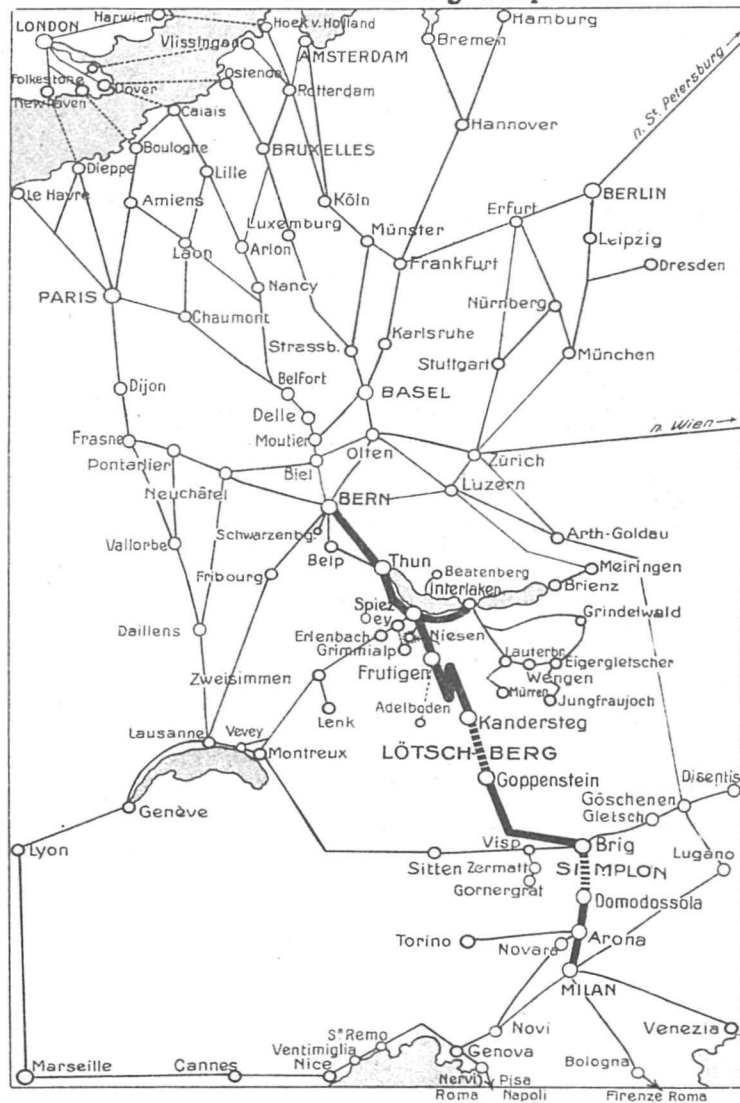 Harwich
Hoek v. Holland
Hamburg
LONDON
Vlissingen
AMSTERDAM
Bremen
Folkestone
Ostende
Newhaven
Dover
Rotterdam
Calais
Hannover
n. St. Petersburg
Boulogne
BRUXELLES
Dieppe
Lille
Le Havre
Amiens
Köln
BERLIN
Luxemburg
Münster
Erfurt
Laon
Arlon
Leipzig
Frankfurt
Dresden
PARIS
Nancy
Nürnberg
Chaumont
Karlsruhe
Strassb.
Stuttgart
München
Dijon
Belfort
BASEL
Delle
Frasne
Moutier
n. Wien
Pontarlier
Biel
Olten
Zürich
Neuchâtel
Luzern
BERN
Schwarzenbg.
Arth-Goldau
Vallorbe
Belp
Thun
Meiringen
Fribourg
Beatenberg
Interlaken
Brienz
Spiez
Oey
Grindelwald
Daillens
Erlenbach
Niesen
Grimmialp
Lauterbr.
Eigergletscher
Zweisimmen
Frutigen
Wengen
Mürren
Jungfraujoch
Lenk
Adelboden
Kandersteg
Lausanne
Vevey
Montreux
LÖTSCHBERG
Goppenstein
Disentis
Genève
Göschenen
Gletsch
Lyon
Visp
Brig
Sitten
Zermatt
SIMPLON
Lugano
Gornergrat
Domodossola
Torino
Novara
Arona
MILAN
Novi
Venezia
Sn Remo
Ventimiglia
Genova
Bologna
Marseille
Cannes
Nice
Nervi
Pisa
Roma
Napoli
Firenze Roma